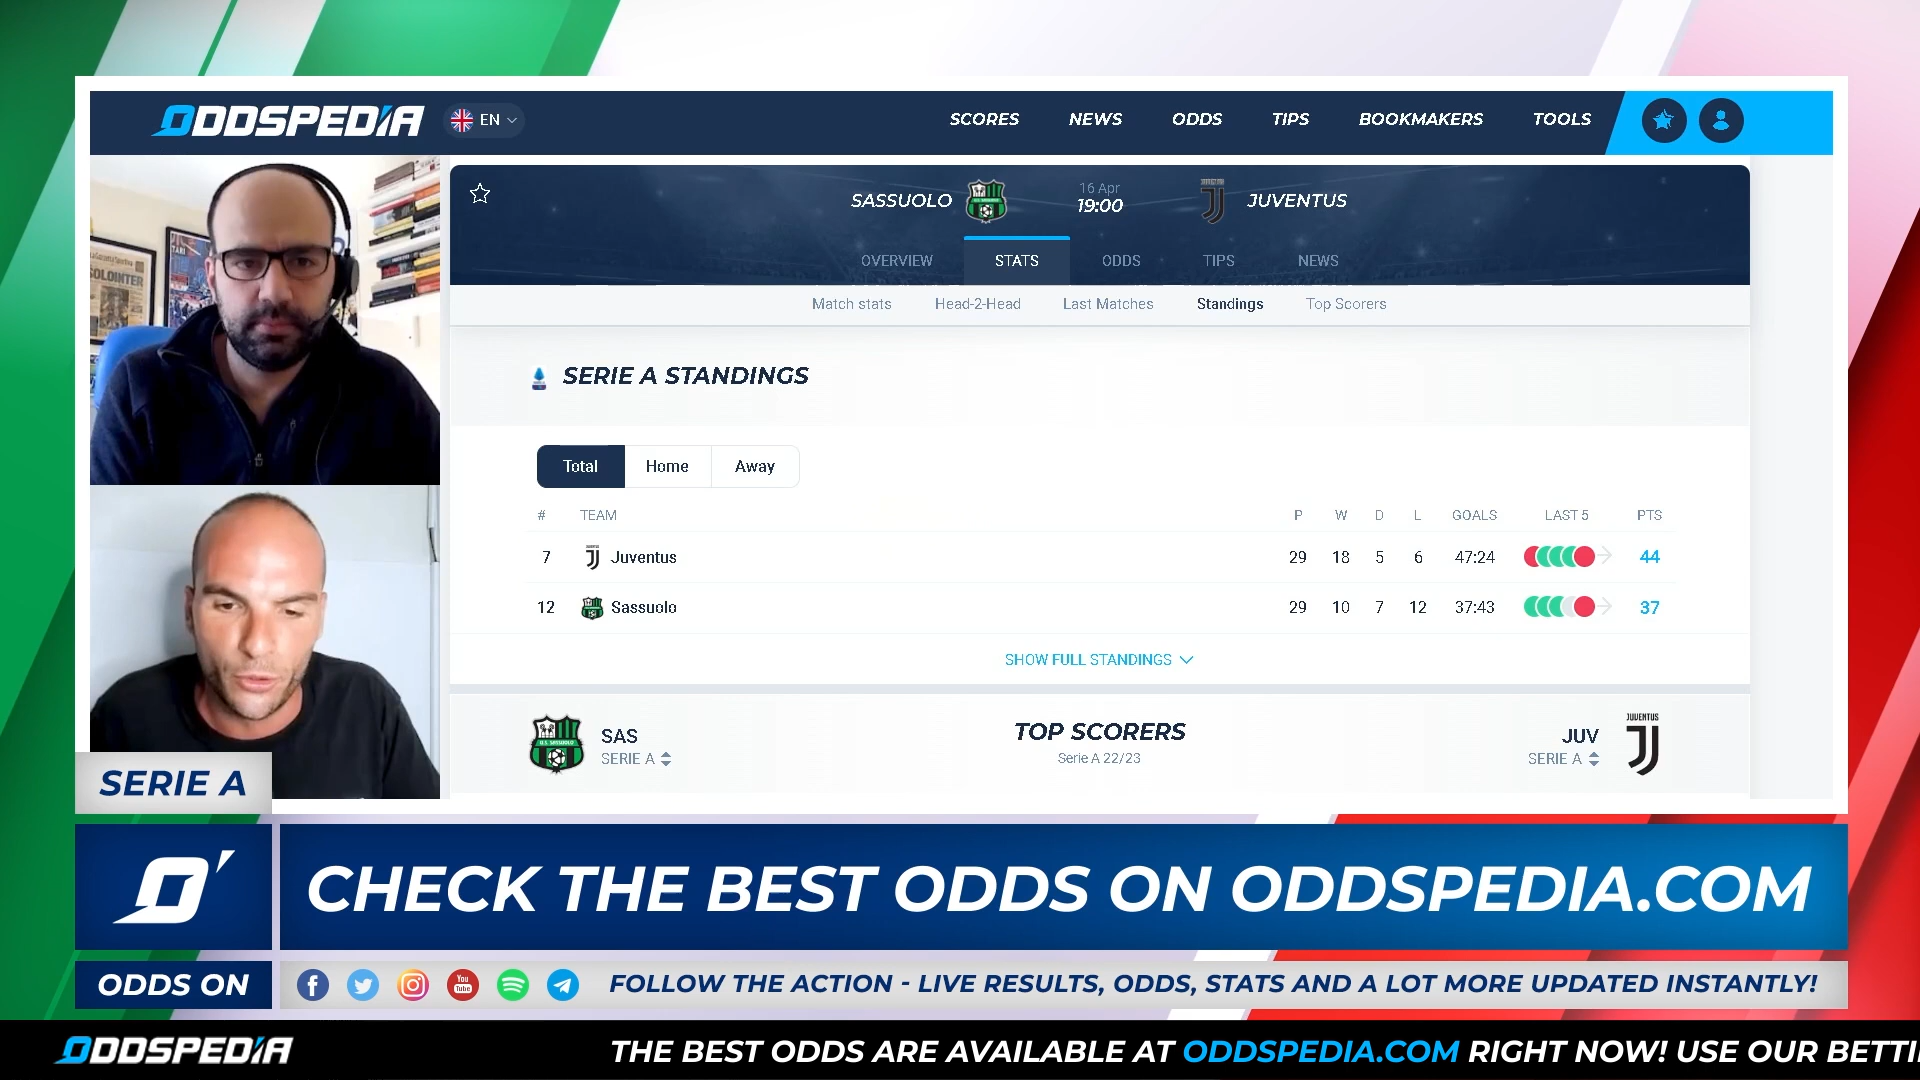 ODDSPEDIA
EN
SCORES NEWS ODDS TIPS BOOKMAKERS TOOLS
SASSUOLO
16 Apr
19:00
JUVENTUS
OVERVIEW STATS ODDS TIPS NEWS
Match stats Head-2-Head Last Matches Standings Top Scorers
SOLOINTER
SERIE A STANDINGS
Total Home Away
# TEAM P W D L GOALS LAST 5 PTS
7 Juventus 29 18 5 6 47:24 44
12 Sassuolo 29 10 7 12 37:43 37
SHOW FULL STANDINGS
SAS
SERIE A
TOP SCORERS
Serie A 22/23
JUV
SERIE A
JUVENTUS
SERIE A
CHECK THE BEST ODDS ON ODDSPEDIA.COM
ODDS ON
You Tube
FOLLOW THE ACTION - LIVE RESULTS, ODDS, STATS AND A LOT MORE UPDATED INSTANTLY!
ODDSPEDIA
THE BEST ODDS ARE AVAILABLE AT ODDSPEDIA.COM RIGHT NOW! USE OUR BETTI